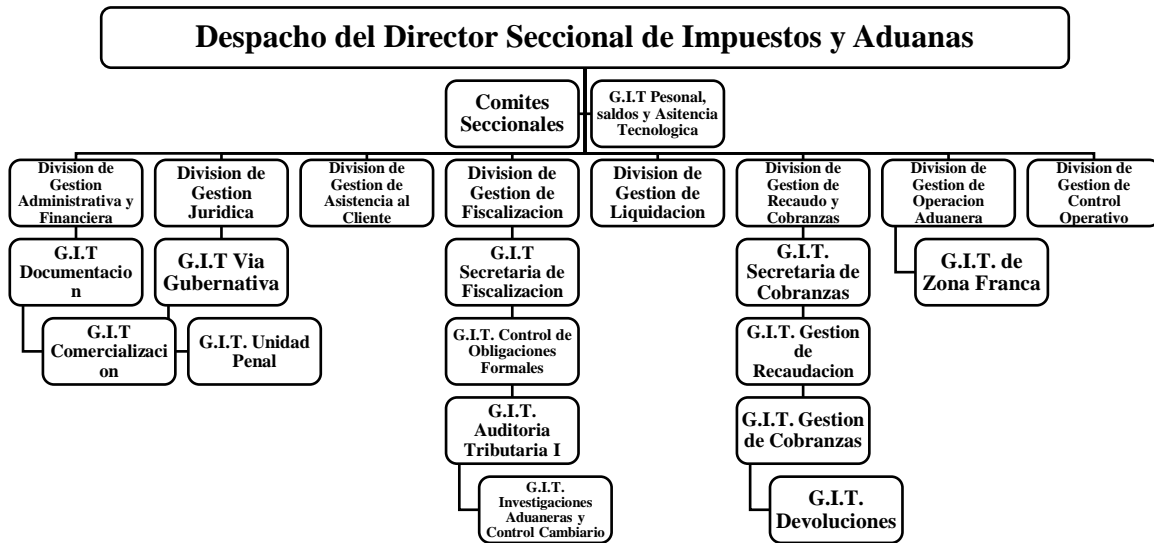 Despacho del Director Seccional de Impuestos y Aduanas
Comites
Seccionales
G.I.T Pesonal,
saldos y Asitencia
Tecnologica
Division de
Gestion
Administrativa y
Financiera
Division de
Gestion
Juridica
Division de
Gestion de
Asistencia al
Cliente
Division de
Gestion de
Fiscalizacion
Division de
Gestion de
Liquidacion
Division de
Gestion de
Recaudo y
Cobranzas
Division de
Gestion de
Operacion
Aduanera
Division de
Gestion de
Control
Operativo
G.I.T
Documentacio
n
G.I.T Via
Gubernativa
G.I.T
Secretaria de
Fiscalizacion
G.I.T.
Secretaria de
Cobranzas
G.I.T. de
Zona Franca
G.I.T
Comercializaci
on
G.I.T. Unidad
Penal
G.I.T. Control de
Obligaciones
Formales
G.I.T. Gestion
de
Recaudacion
G.I.T.
Auditoria
Tributaria I
G.I.T. Gestion
de Cobranzas
G.I.T.
Investigaciones
Aduaneras y
Control Cambiario
G.I.T.
Devoluciones